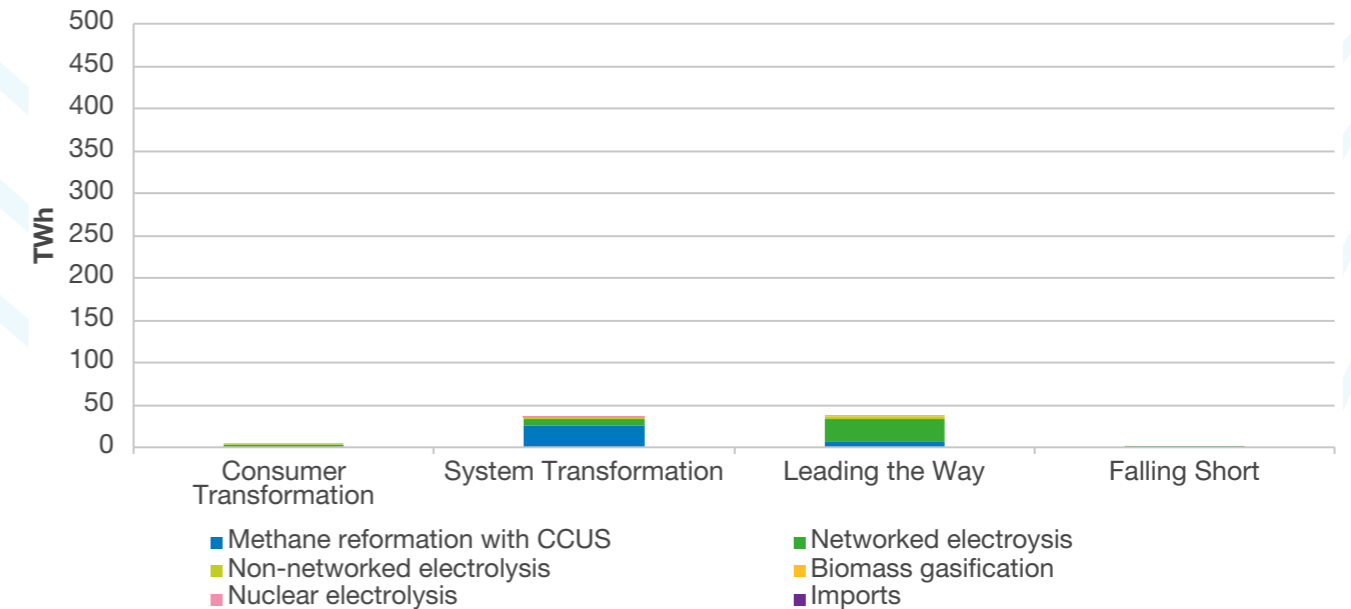 500
450
400
350
300
250
200
150
100
50
0
TWh
Consumer
Transformation
System Transformation
Leading the Way
Falling Short
Methane reformation with CCUS
Networked electroysis
Non-networked electrolysis
Biomass gasification
Nuclear electrolysis
Imports